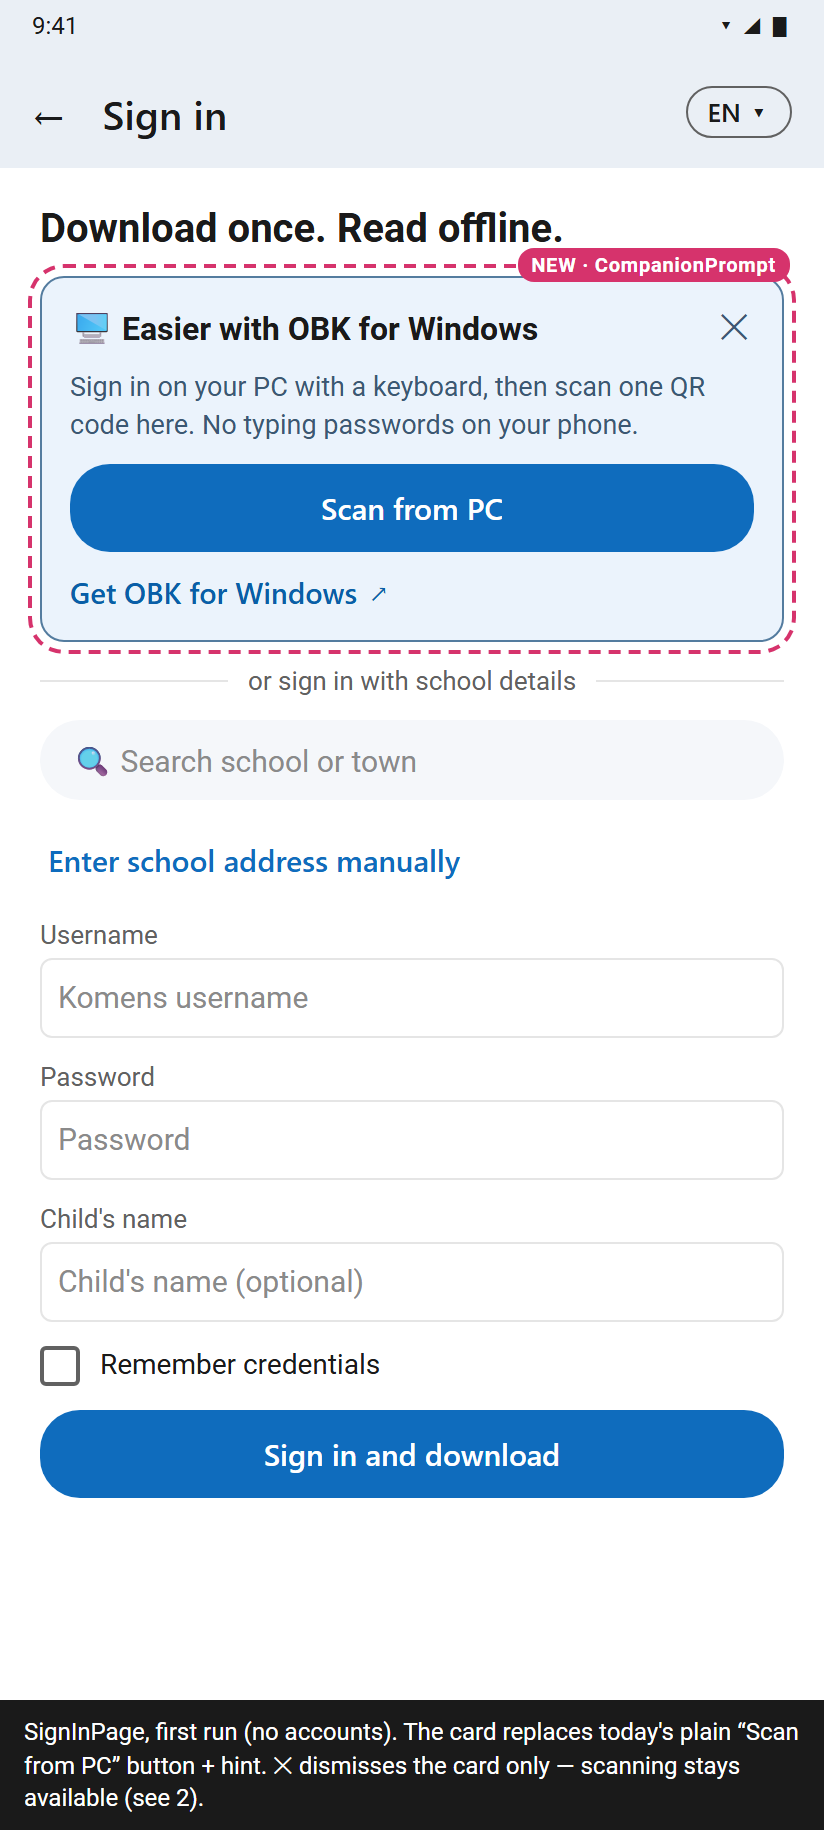 9:41
← Sign in
EN ▼
Download once. Read offline.
NEW · CompanionPrompt
Easier with OBK for Windows
Sign in on your PC with a keyboard, then scan one QR
code here. No typing passwords on your phone.
Scan from PC
Get OBK for Windows ↗
or sign in with school details
Search school or town
Enter school address manually
Username
Komens username
Password
Password
Child's name
Child's name (optional)
Remember credentials
Sign in and download
SignInPage, first run (no accounts). The card replaces today's plain “Scan
from PC” button + hint. ✕ dismisses the card only — scanning stays
available (see 2).